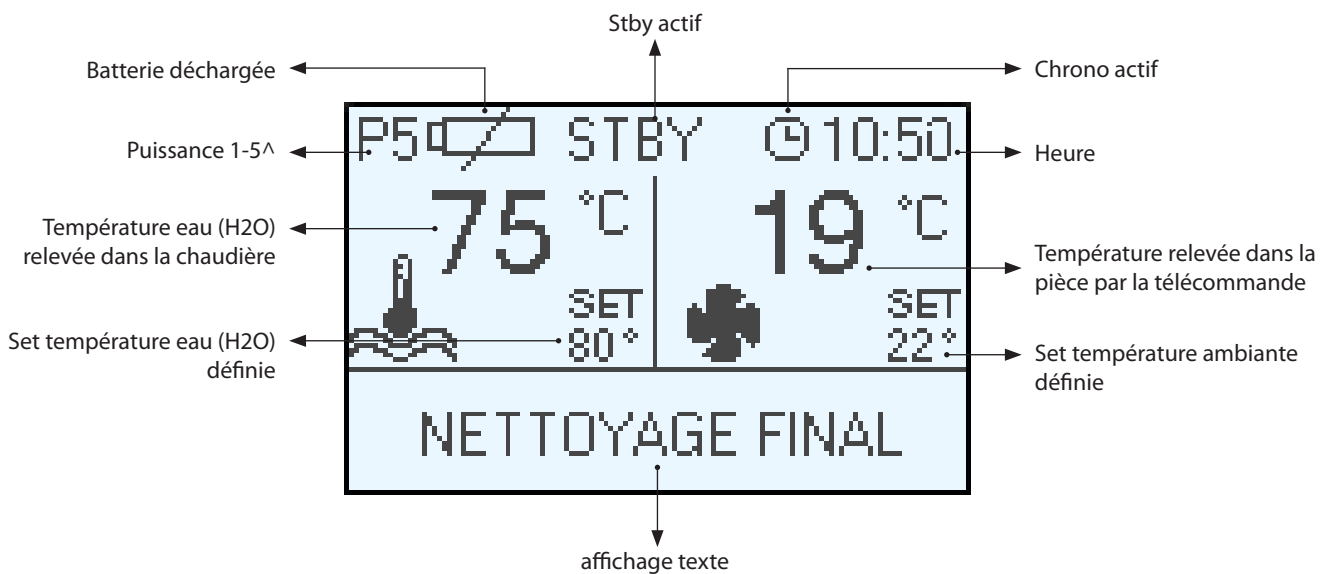 Stby actif
Batterie déchargée
Chrono actif
P5 STBY 10:50
Puissance 1-5^
Heure
75 °C 19 °C
Température eau (H2O)
relevée dans la chaudière
Température relevée dans la
pièce par la télécommande
SET SET
80° 22°
Set température eau (H2O)
définie
Set température ambiante
définie
NETTOYAGE FINAL
affichage texte